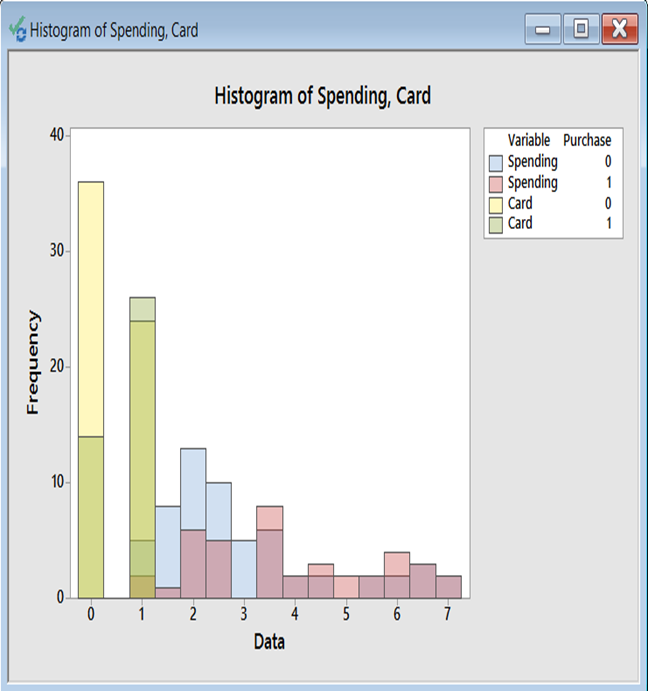 Histogram of Spending, Card
Histogram of Spending, Card
Variable Purchase
Spending 0
Spending 1
Card 0
Card 1
Frequency
40
30
20
10
0
0 1 2 3 4 5 6 7
Data